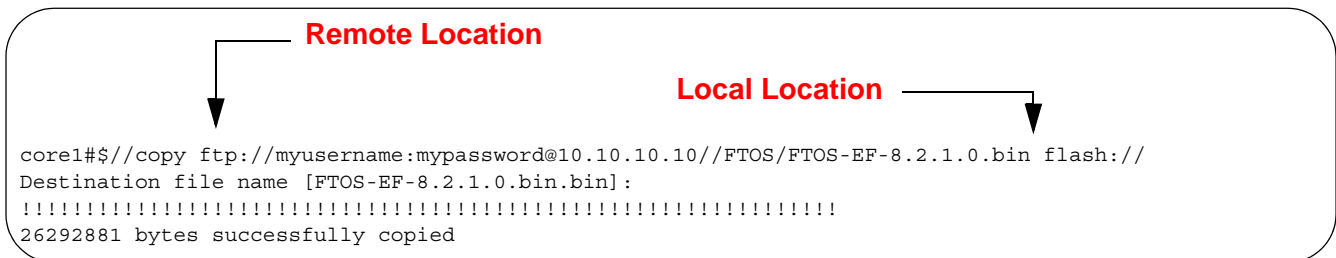 Remote Location
Local Location
core1#$//copy ftp://myusername:mypassword@10.10.10.10//FTOS/FTOS-EF-8.2.1.0.bin flash://
Destination file name [FTOS-EF-8.2.1.0.bin.bin]:
!!!!!!!!!!!!!!!!!!!!!!!!!!!!!!!!!!!!!!!!!!!!!!!!!!!!!!!!!!!!!!!!
26292881 bytes successfully copied